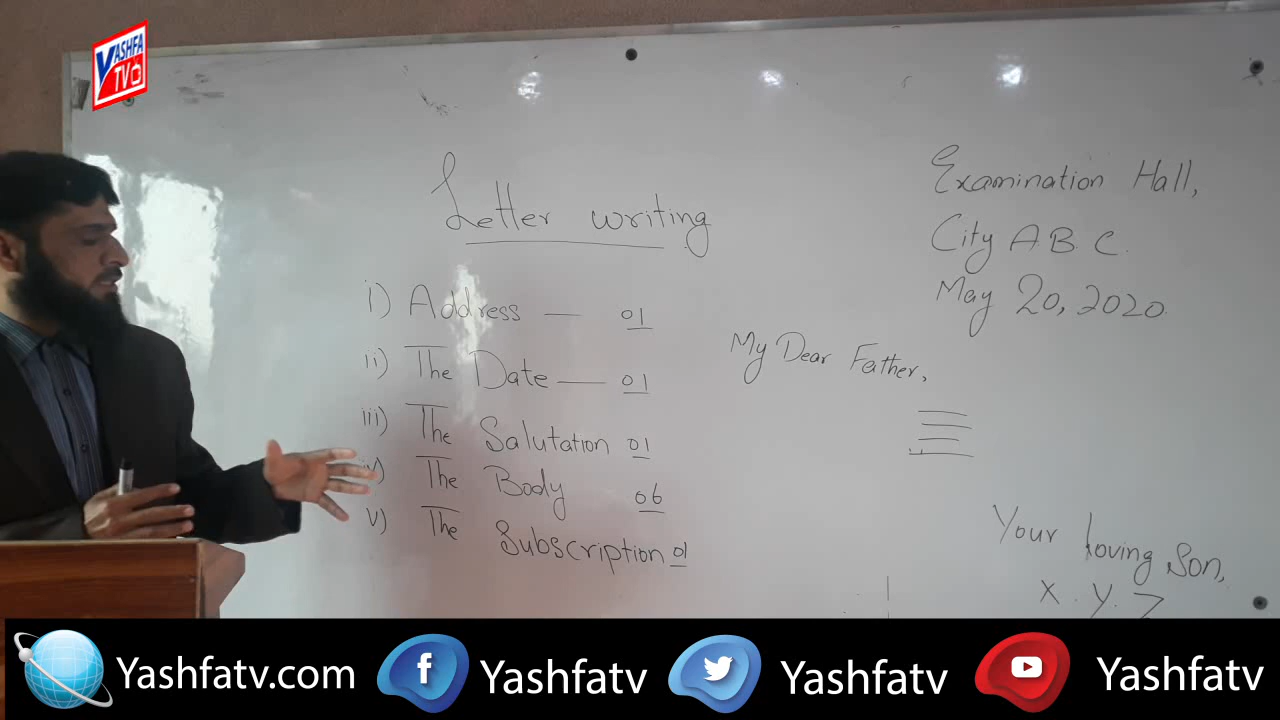 YASHFA
TV
Letter writing
i) Address — 01
ii) The Date — 01
iii) The Salutation 01
iv) The Body 06
v) The Subscription 01
Examination Hall,
City A B C.
May 20, 2020.
My Dear Father,
Your loving Son,
X. Y. Z
Yashfatv.com
Yashfatv
Yashfatv
Yashfatv